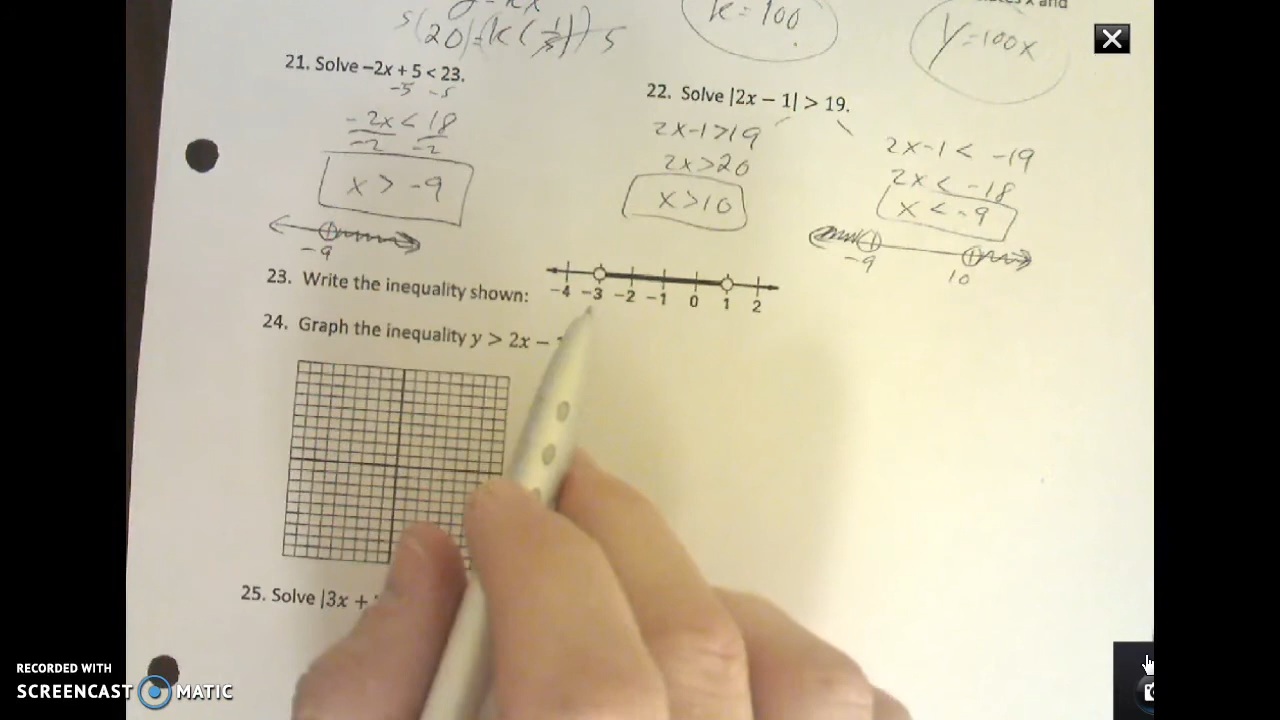 5(20) = k(1/5)5
k = 100
y = 100x
21. Solve −2x + 5 < 23.
-5 -5
-2x < 18
-2 -2
x > -9
-9
22. Solve |2x − 1| > 19.
2x-1>19
2x>20
x>10
2x-1 < -19
2x < -18
x < -9
-9 10
23. Write the inequality shown:
−4 −3 −2 −1 0 1 2
24. Graph the inequality y > 2x −
25. Solve |3x +
RECORDED WITH
SCREENCAST MATIC